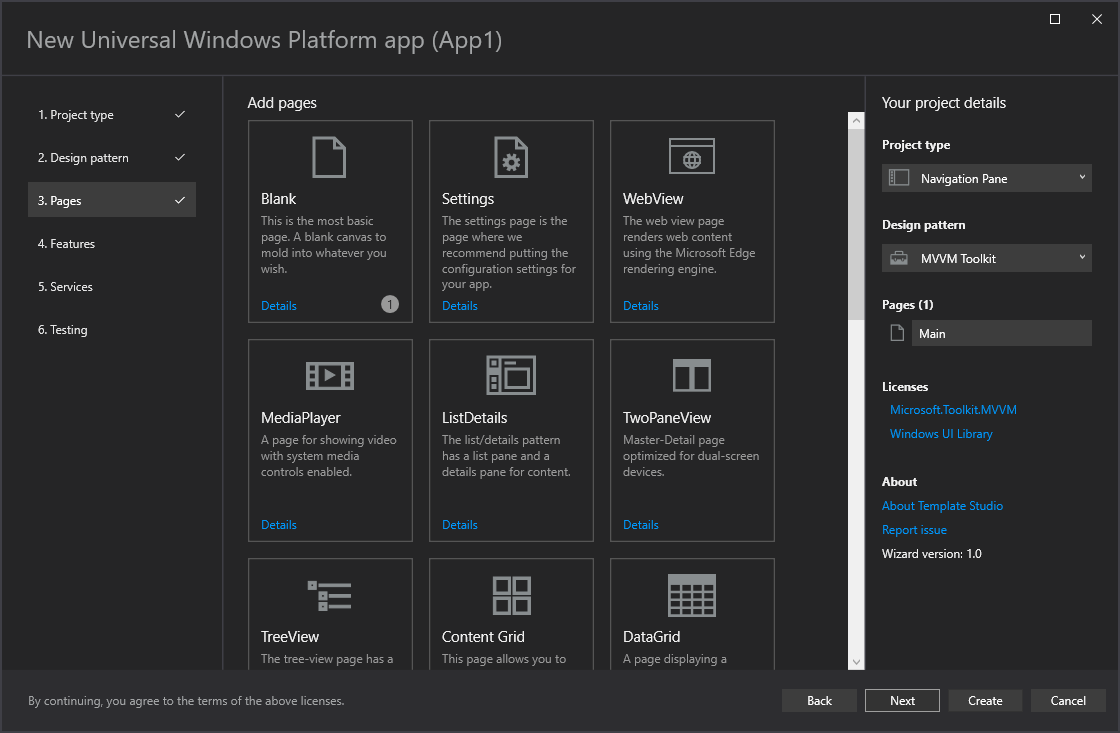 New Universal Windows Platform app (App1)
1. Project type
2. Design pattern
3. Pages
4. Features
5. Services
6. Testing
Add pages
Blank
This is the most basic
page. A blank canvas to
mold into whatever you
wish.
Details
1
Settings
The settings page is the
page where we
recommend putting the
configuration settings for
your app.
Details
WebView
The web view page
renders web content
using the Microsoft Edge
rendering engine.
Details
MediaPlayer
A page for showing video
with system media
controls enabled.
Details
ListDetails
The list/details pattern
has a list pane and a
details pane for content.
Details
TwoPaneView
Master-Detail page
optimized for dual-screen
devices.
Details
TreeView
The tree-view page has a
Content Grid
This page allows you to
DataGrid
A page displaying a
Your project details
Project type
Navigation Pane
Design pattern
MVVM Toolkit
Pages (1)
Main
Licenses
Microsoft.Toolkit.MVVM
Windows UI Library
About
About Template Studio
Report issue
Wizard version: 1.0
By continuing, you agree to the terms of the above licenses.
Back
Next
Create
Cancel